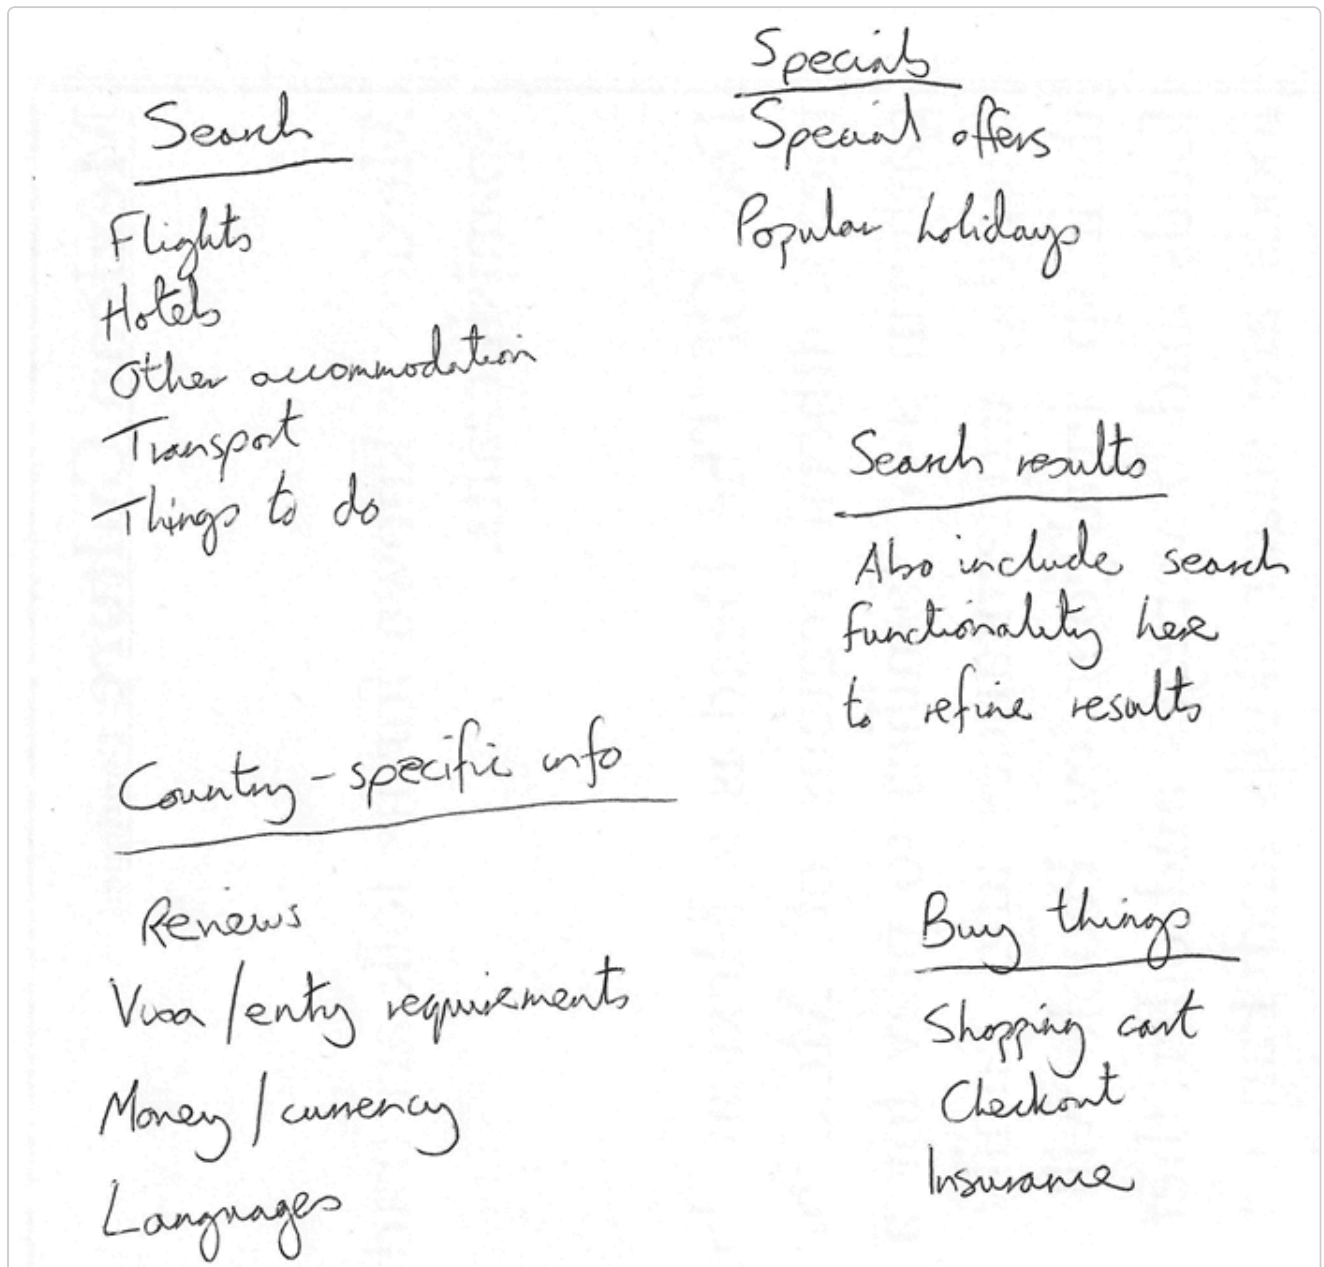 Search
Flights
Hotels
Other accommodation
Transport
Things to do
Specials
Special offers
Popular holidays
Search results
Also include search
functionality here
to refine results
Country-specific info
Reviews
Visa/entry requirements
Money/currency
Languages
Buy things
Shopping cart
Checkout
Insurance